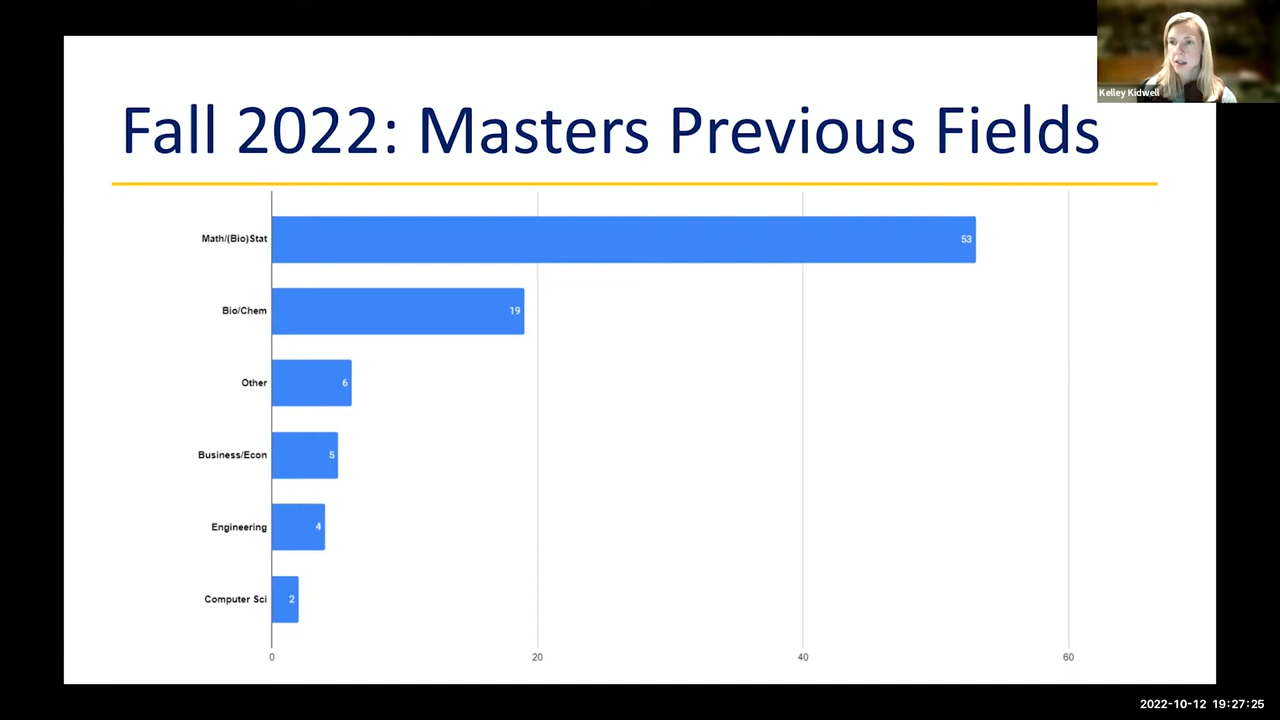 Kelley Kidwell
Fall 2022: Masters Previous Fields
Math/(Bio)Stat
53
Bio/Chem
19
Other
6
Business/Econ
5
Engineering
4
Computer Sci
2
0
20
40
60
2022-10-12 19:27:25